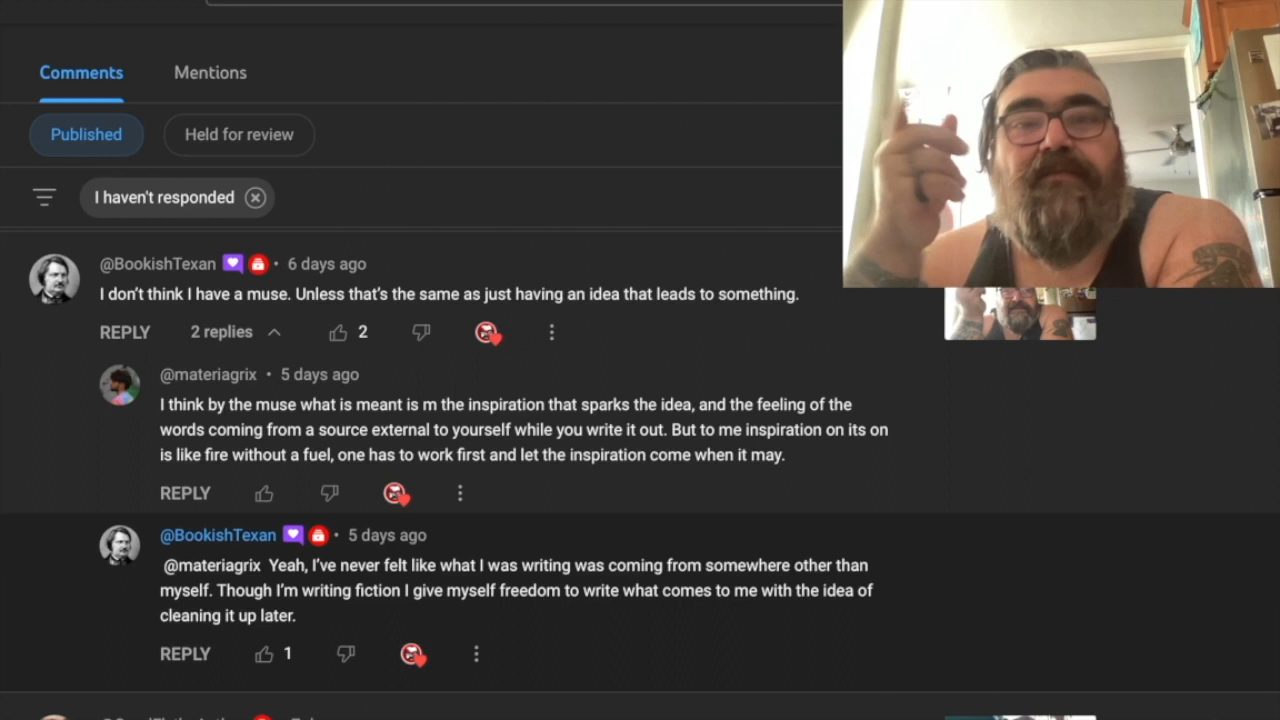 Comments
Mentions
Published
Held for review
I haven't responded
@BookishTexan • 6 days ago
I don't think I have a muse. Unless that's the same as just having an idea that leads to something.
REPLY 2 replies 2
@materiagrix • 5 days ago
I think by the muse what is meant is m the inspiration that sparks the idea, and the feeling of the
words coming from a source external to yourself while you write it out. But to me inspiration on its on
is like fire without a fuel, one has to work first and let the inspiration come when it may.
REPLY
@BookishTexan • 5 days ago
@materiagrix Yeah, I've never felt like what I was writing was coming from somewhere other than
myself. Though I'm writing fiction I give myself freedom to write what comes to me with the idea of
cleaning it up later.
REPLY 1